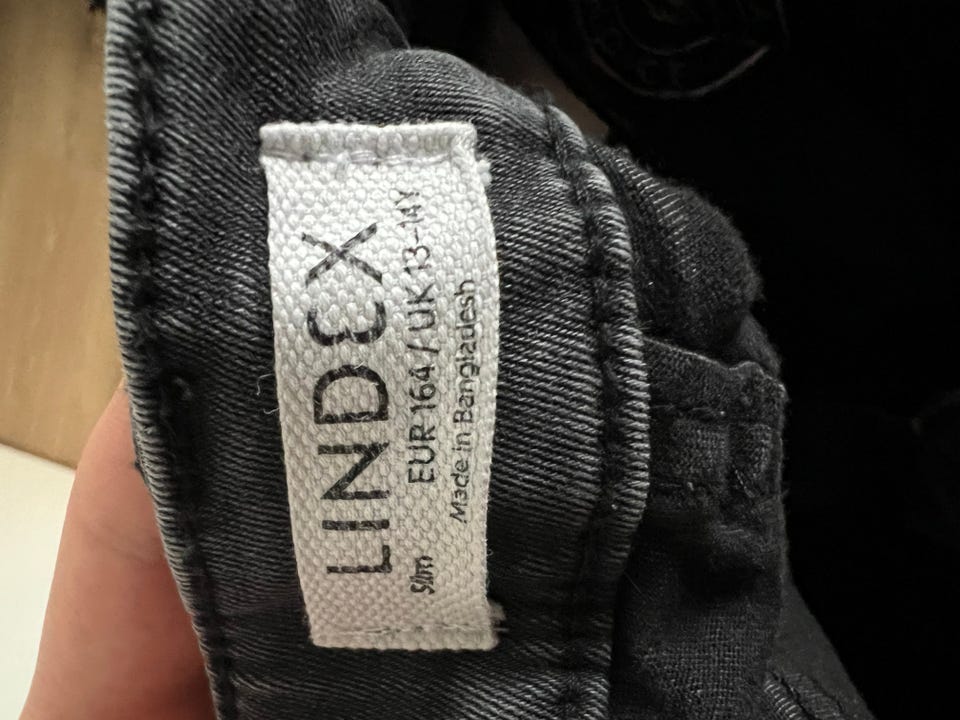 LINDEX
Slim EUR 164 / UK 13-14Y
Made in Bangladesh